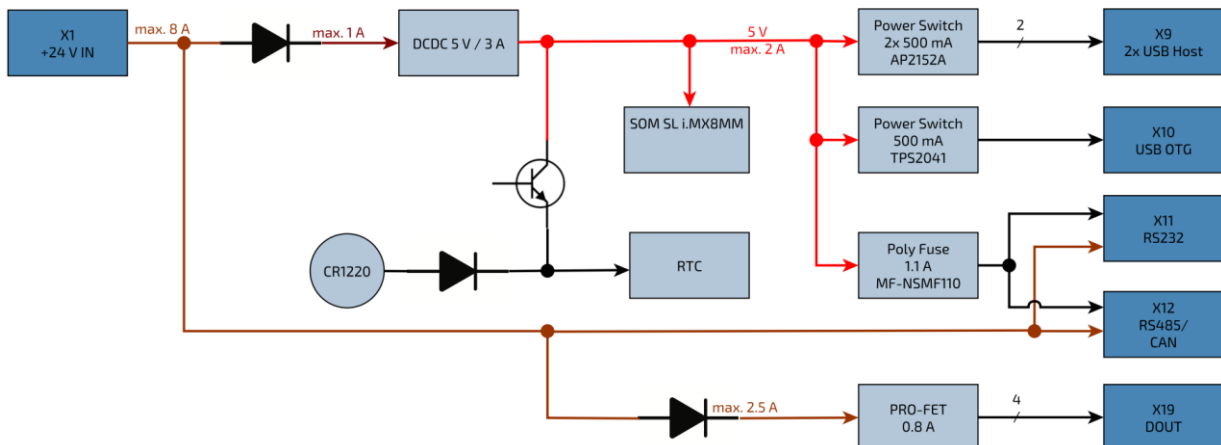 X1
+24 V IN
max. 8 A
max. 1 A
DCDC 5 V / 3 A
5 V
max. 2 A
Power Switch
2x 500 mA
AP2152A
2
X9
2x USB Host
SOM SL i.MX8MM
Power Switch
500 mA
TPS2041
X10
USB OTG
CR1220
RTC
Poly Fuse
1.1 A
MF-NSMF110
X11
RS232
X12
RS485/
CAN
max. 2.5 A
PRO-FET
0.8 A
4
X19
DOUT